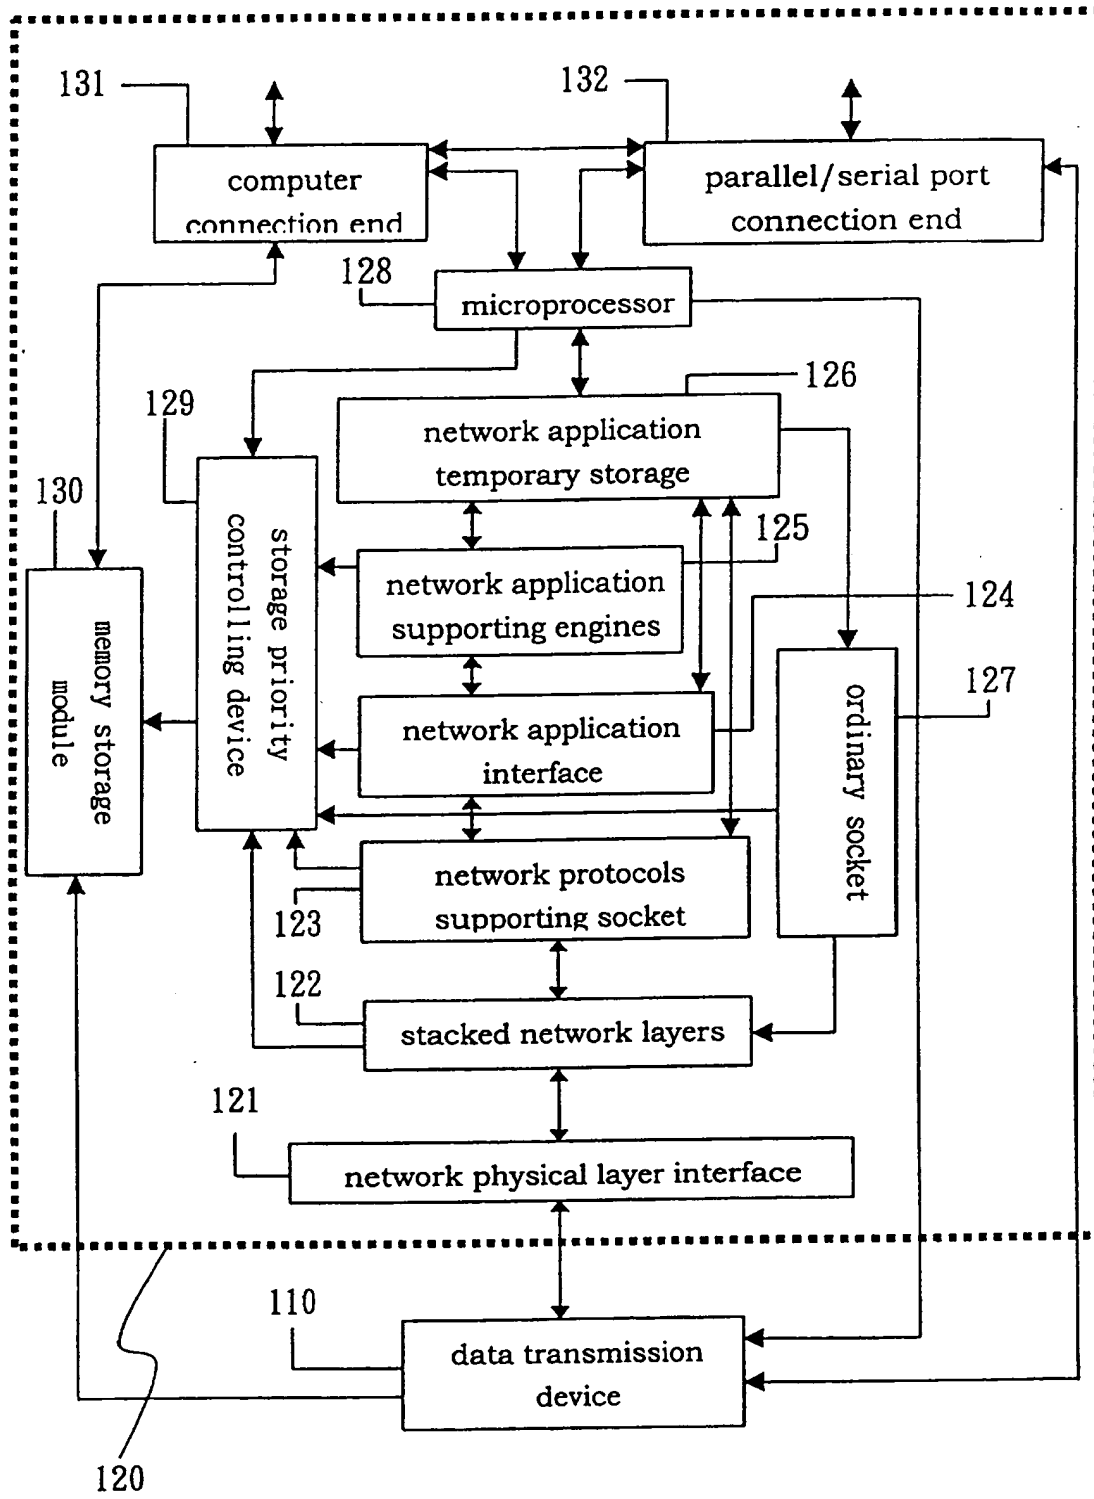 131
132
computer
connection end
parallel/serial port
connection end
128
microprocessor
126
129
network application
temporary storage
130
125
storage priority
controlling device
network application
supporting engines
124
memory storage
module
127
ordinary socket
network application
interface
network protocols
supporting socket
123
122
stacked network layers
121
network physical layer interface
110
data transmission
device
120